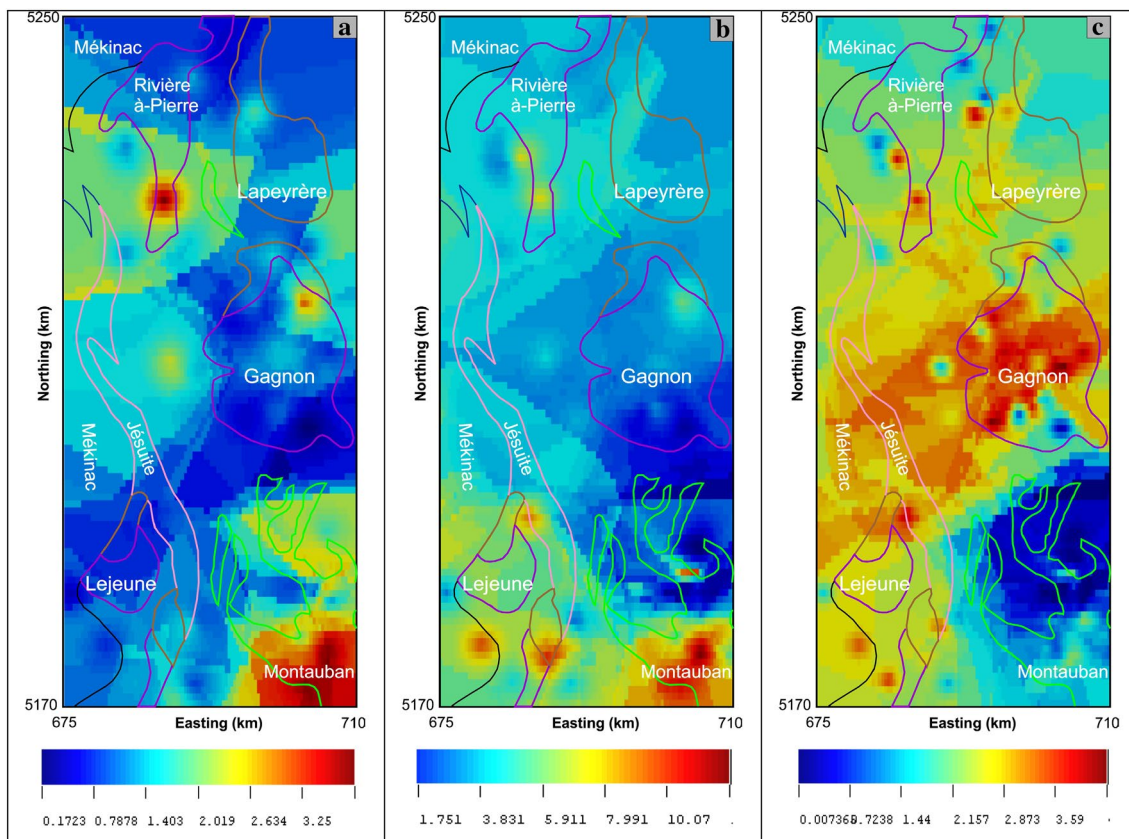 5250
a
Mékinac
Rivière
à-Pierre
Lapeyrère
Northing (km)
Gagnon
Jésuite
Mékinac
Lejeune
Montauban
5170
675
Easting (km)
710
0.1723 0.7878 1.403 2.019 2.634 3.25
5250
b
Mékinac
Rivière
à-Pierre
Lapeyrère
Northing (km)
Gagnon
Jésuite
Mékinac
Lejeune
Montauban
5170
675
Easting (km)
710
1.751 3.831 5.911 7.991 10.07
5250
c
Mékinac
Rivière
à-Pierre
Lapeyrère
Northing (km)
Gagnon
Jésuite
Mékinac
Lejeune
Montauban
5170
675
Easting (km)
710
1.44 2.157 2.873 3.59